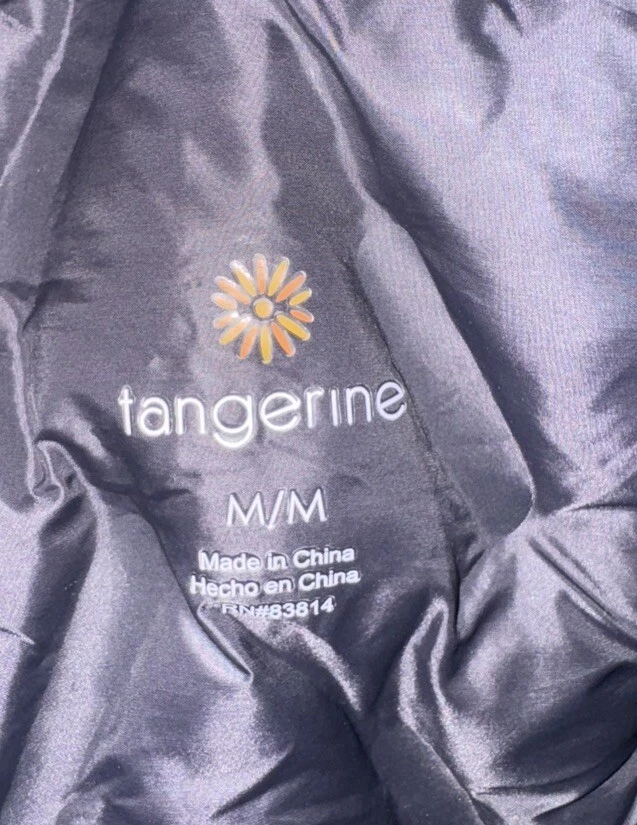 tangerine
M/M
Made in China
Hecho en China
RN#83814